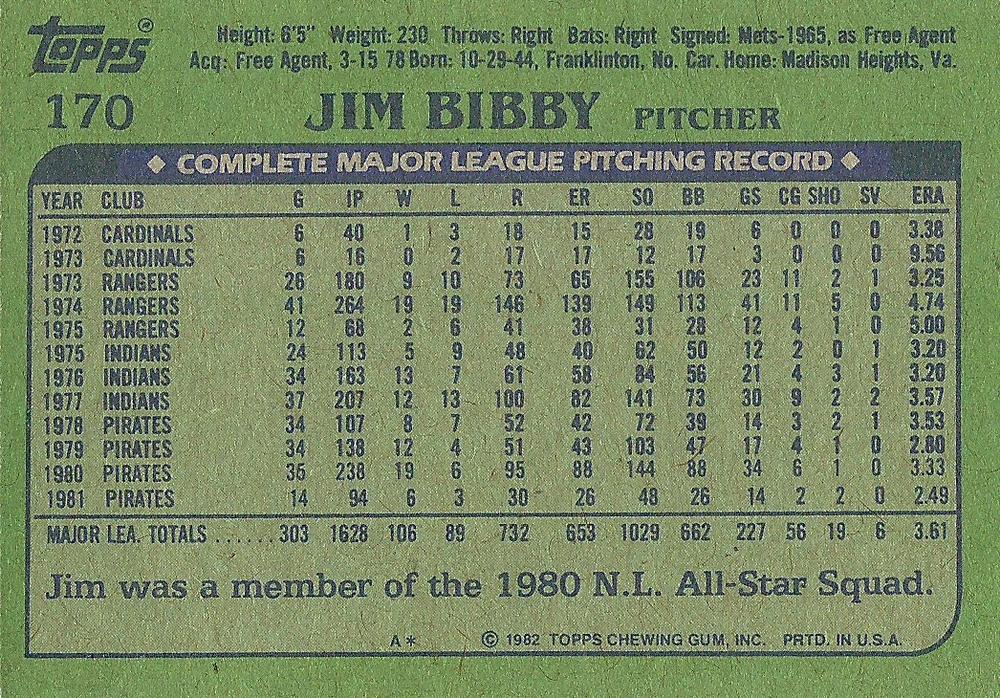 Topps® Height: 6'5" Weight: 230 Throws: Right Bats: Right Signed: Mets-1965, as Free Agent
Acq: Free Agent, 3-15 78 Born: 10-29-44, Franklinton, No. Car. Home: Madison Heights, Va.
170 JIM BIBBY PITCHER
◆ COMPLETE MAJOR LEAGUE PITCHING RECORD ◆
YEAR CLUB G IP W L R ER SO BB GS CG SHO SV ERA
1972 CARDINALS 6 40 1 3 18 15 28 19 6 0 0 0 3.38
1973 CARDINALS 6 16 0 2 17 17 12 17 3 0 0 0 9.56
1973 RANGERS 26 180 9 10 73 65 155 106 23 11 2 1 3.25
1974 RANGERS 41 264 19 19 146 139 149 113 41 11 5 0 4.74
1975 RANGERS 12 68 2 6 41 38 31 28 12 4 1 0 5.00
1975 INDIANS 24 113 5 9 48 40 62 50 12 2 0 1 3.20
1976 INDIANS 34 163 13 7 61 58 84 56 21 4 3 1 3.20
1977 INDIANS 37 207 12 13 100 82 141 73 30 9 2 2 3.57
1978 PIRATES 34 107 8 7 52 42 72 39 14 3 2 1 3.53
1979 PIRATES 34 138 12 4 51 43 103 47 17 4 1 0 2.80
1980 PIRATES 35 238 19 6 95 88 144 88 34 6 1 0 3.33
1981 PIRATES 14 94 6 3 30 26 48 26 14 2 2 0 2.49
MAJOR LEA. TOTALS ...... 303 1628 106 89 732 653 1029 662 227 56 19 6 3.61
Jim was a member of the 1980 N.L. All-Star Squad.
A* © 1982 TOPPS CHEWING GUM, INC. PRTD. IN U.S.A.